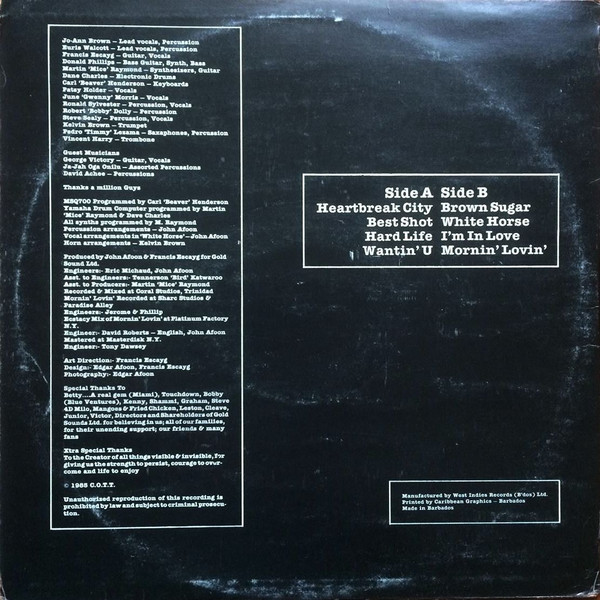 Jo-Ann Brown – Lead vocals, Percussion
Euris Walcott – Lead vocals, Percussion
Francis Escayg – Guitar, Vocals
Donald Phillips – Bass Guitar, Synth, Bass
Martin 'Mice' Raymond – Synthesizers, Guitar
Dane Charles – Electronic Drums
Carl 'Beaver' Henderson – Keyboards
Patsy Holder – Vocals
June 'Gwenny' Morris – Vocals
Ronald Sylvester – Percussion, Vocals
Robert 'Bobby' Dolly – Percussion
Steve Sealy – Percussion, Vocals
Kelvin Brown – Trumpet
Pedro 'Timmy' Lezama – Saxaphones, Percussion
Vincent Harry – Trombone
Guest Musicians
George Victory – Guitar, Vocals
Ja-Jah Oga Onilu – Assorted Percussions
David Achee – Percussions
Thanks a million Guys
MSQ700 Programmed by Carl 'Beaver' Henderson
Yamaha Drum Computer programmed by Martin
'Mice' Raymond & Dave Charles
All synths programmed by M. Raymond
Percussion arrangements – John Afoon
Vocal arrangements in 'White Horse' – John Afoon
Horn arrangements – Kelvin Brown
Produced by John Afoon & Francis Escayg for Gold
Sound Ltd.
Engineers:- Eric Michaud, John Afoon
Asst. to Engineers:- Tennerson 'Bird' Katwaroo
Asst. to Producers:- Martin 'Mice' Raymond
Recorded & Mixed at Coral Studios, Trinidad
Mornin' Lovin' Recorded at Sharc Studios &
Paradise Alley
Engineers:- Jerome & Phillip
Ecstacy Mix of Mornin' Lovin' at Platinum Factory
N.Y.
Engineer:- David Roberts – English, John Afoon
Mastered at Masterdisk N.Y.
Engineer:- Tony Dawsey
Art Direction:- Francis Escayg
Design:- Edgar Afoon, Francis Escayg
Photography:- Edgar Afoon
Special Thanks To
Betty....A real gem (Miami), Touchdown, Bobby
(Blue Ventures), Kenny, Shammi, Graham, Steve
4D Milo, Mangoes & Fried Chicken, Leston, Cleave,
Junior, Victor, Directors and Shareholders of Gold
Sounds Ltd. for believing in us; all of our families,
for their unending support; our friends & many
fans
Xtra Special Thanks
To the Creator of all things visible & invisible, for
giving us the strength to persist, courage to over-
come and life to enjoy
© 1985 C.O.T.T.
Unauthorised reproduction of this recording is
prohibited by law and subject to criminal prosecu-
tion.
Side A Side B
Heartbreak City Brown Sugar
Best Shot White Horse
Hard Life I'm In Love
Wantin' U Mornin' Lovin'
Manufactured by West Indies Records (B'dos) Ltd.
Printed by Caribbean Graphics – Barbados
Made in Barbados